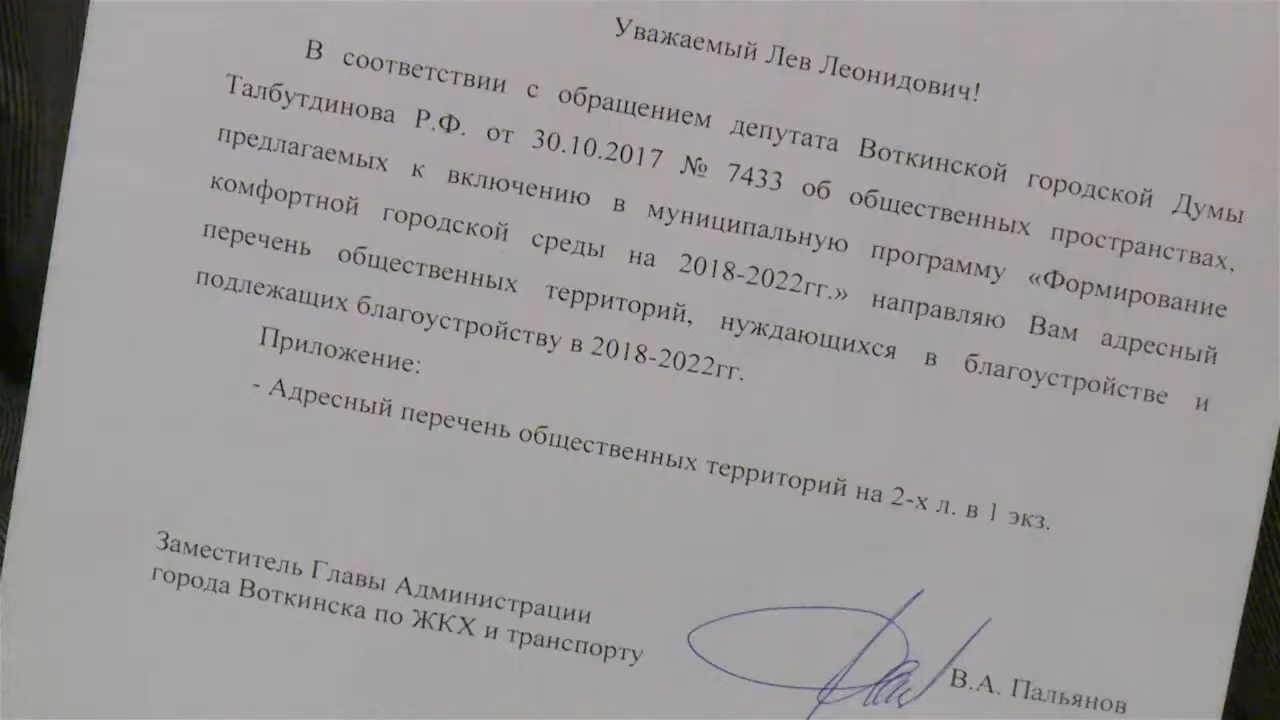 Уважаемый Лев Леонидович!
В соответствии с обращением депутата Воткинской городской Думы
Талбутдинова Р.Ф. от 30.10.2017 № 7433 об общественных пространствах,
предлагаемых к включению в муниципальную программу «Формирование
комфортной городской среды на 2018-2022гг.» направляю Вам адресный
перечень общественных территорий, нуждающихся в благоустройстве и
подлежащих благоустройству в 2018-2022гг.
Приложение:
- Адресный перечень общественных территорий на 2-х л. в 1 экз.
Заместитель Главы Администрации
города Воткинска по ЖКХ и транспорту
В.А. Пальянов